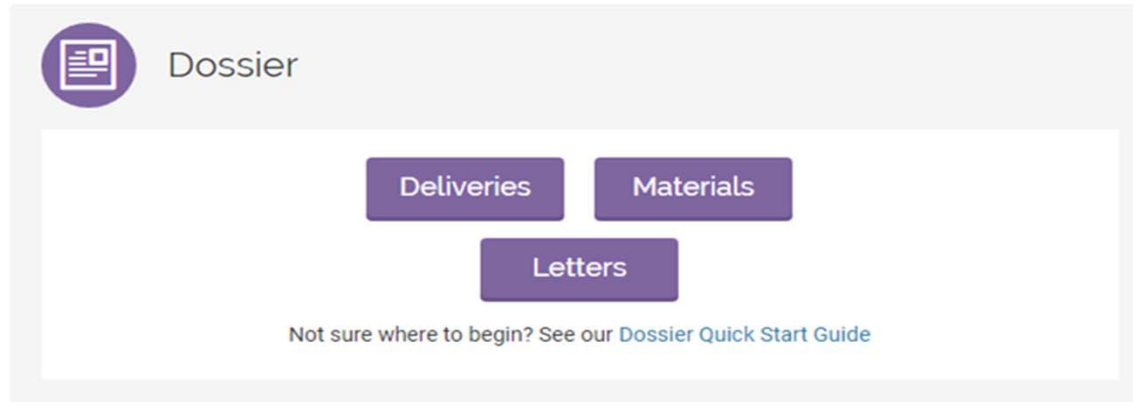 Dossier
Deliveries Materials
Letters
Not sure where to begin? See our Dossier Quick Start Guide